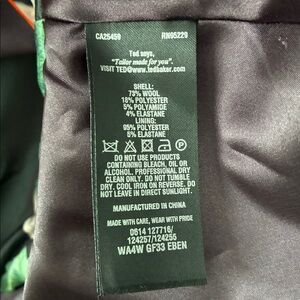 CA25459 RN95229
Ted says,
"Tailor made for you".
VISIT TED@www.tedbaker.com
SHELL:
73% WOOL
18% POLYESTER
5% POLYAMIDE
4% ELASTANE
LINING:
95% POLYESTER
5% ELASTANE
DO NOT USE PRODUCTS
CONTAINING BLEACH, OIL OR
ALCOHOL. PROFESSIONAL DRY
CLEAN ONLY. DO NOT TUMBLE
DRY. COOL IRON ON REVERSE. DO
NOT LEAVE IN DIRECT SUNLIGHT.
MANUFACTURED IN CHINA
MADE WITH CARE, WEAR WITH PRIDE
D614 127716/
124257/124255
WA4W GF33 EBEN